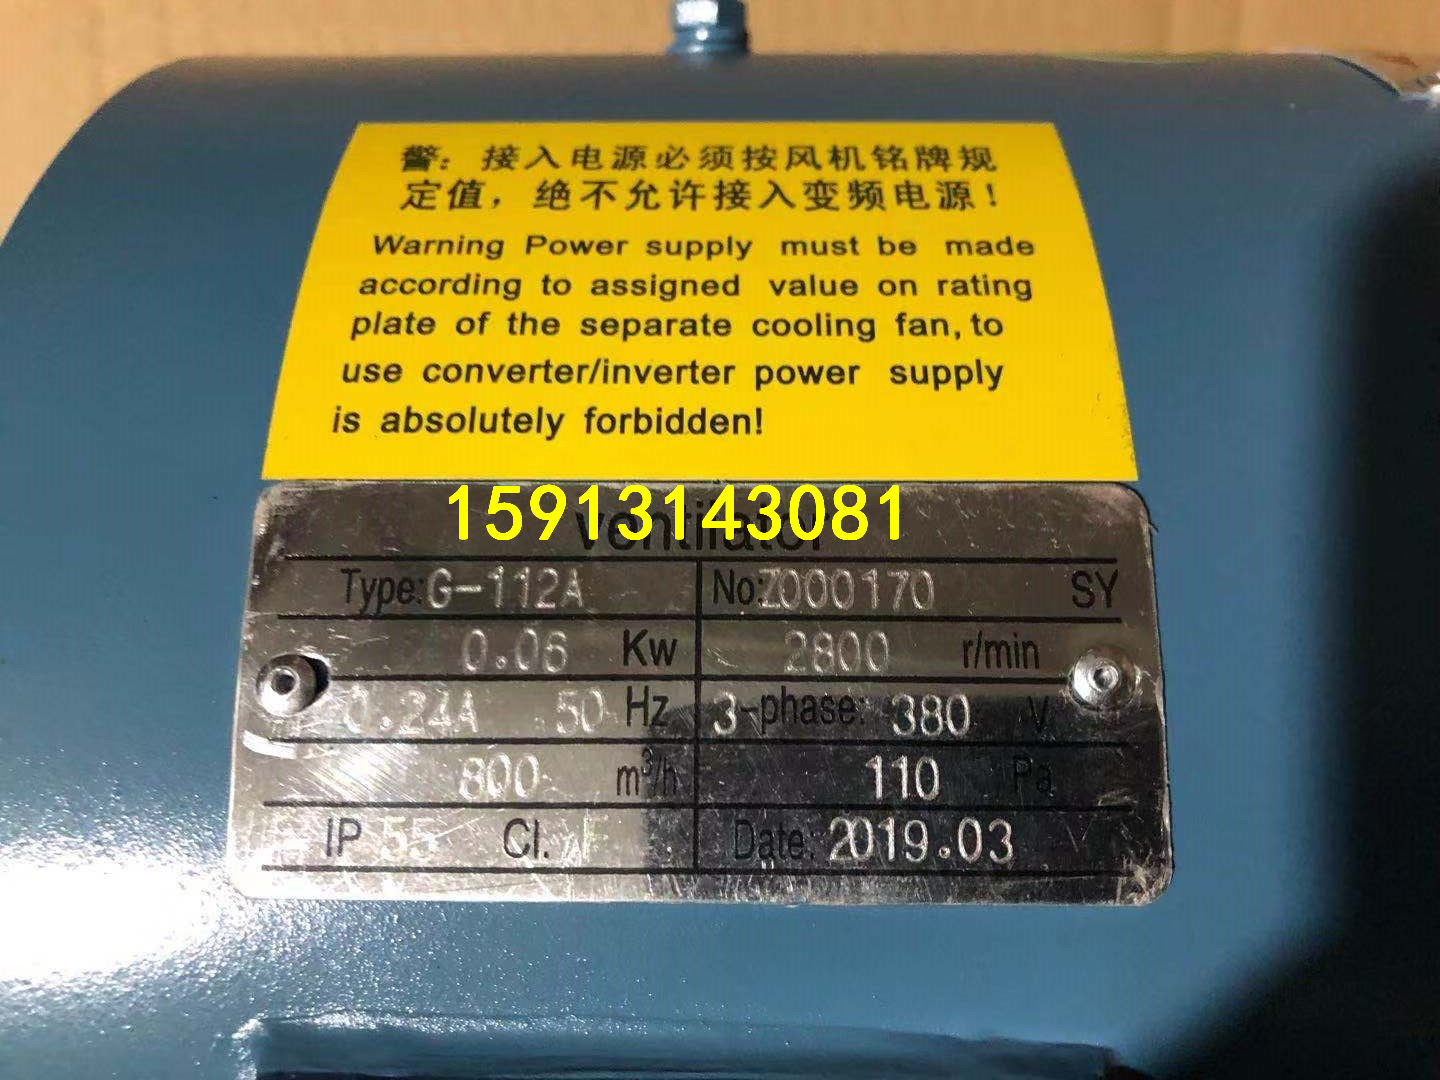 警：接入电源必须按风机铭牌规
定值，绝不允许接入变频电源！
Warning Power supply must be made
according to assigned value on rating
plate of the separate cooling fan, to
use converter/inverter power supply
is absolutely forbidden!
15913143081
ventilator
Type: G-112A No: Z000170 SY
0.06 Kw 2800 r/min
0.24A 50 Hz 3-phase: 380 V
800 m³/h 110 Pa
IP 55 Cl. F Date: 2019.03